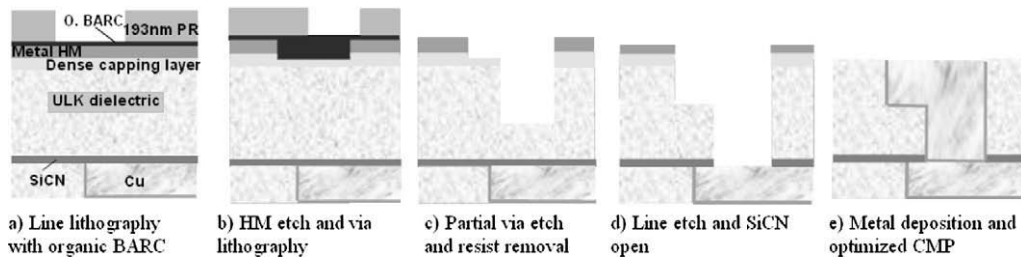 O. BARC
193nm PR
Metal HM
Dense capping layer
ULK dielectric
SiCN
Cu
a) Line lithography
with organic BARC
b) HM etch and via
lithography
c) Partial via etch
and resist removal
d) Line etch and SiCN
open
e) Metal deposition and
optimized CMP